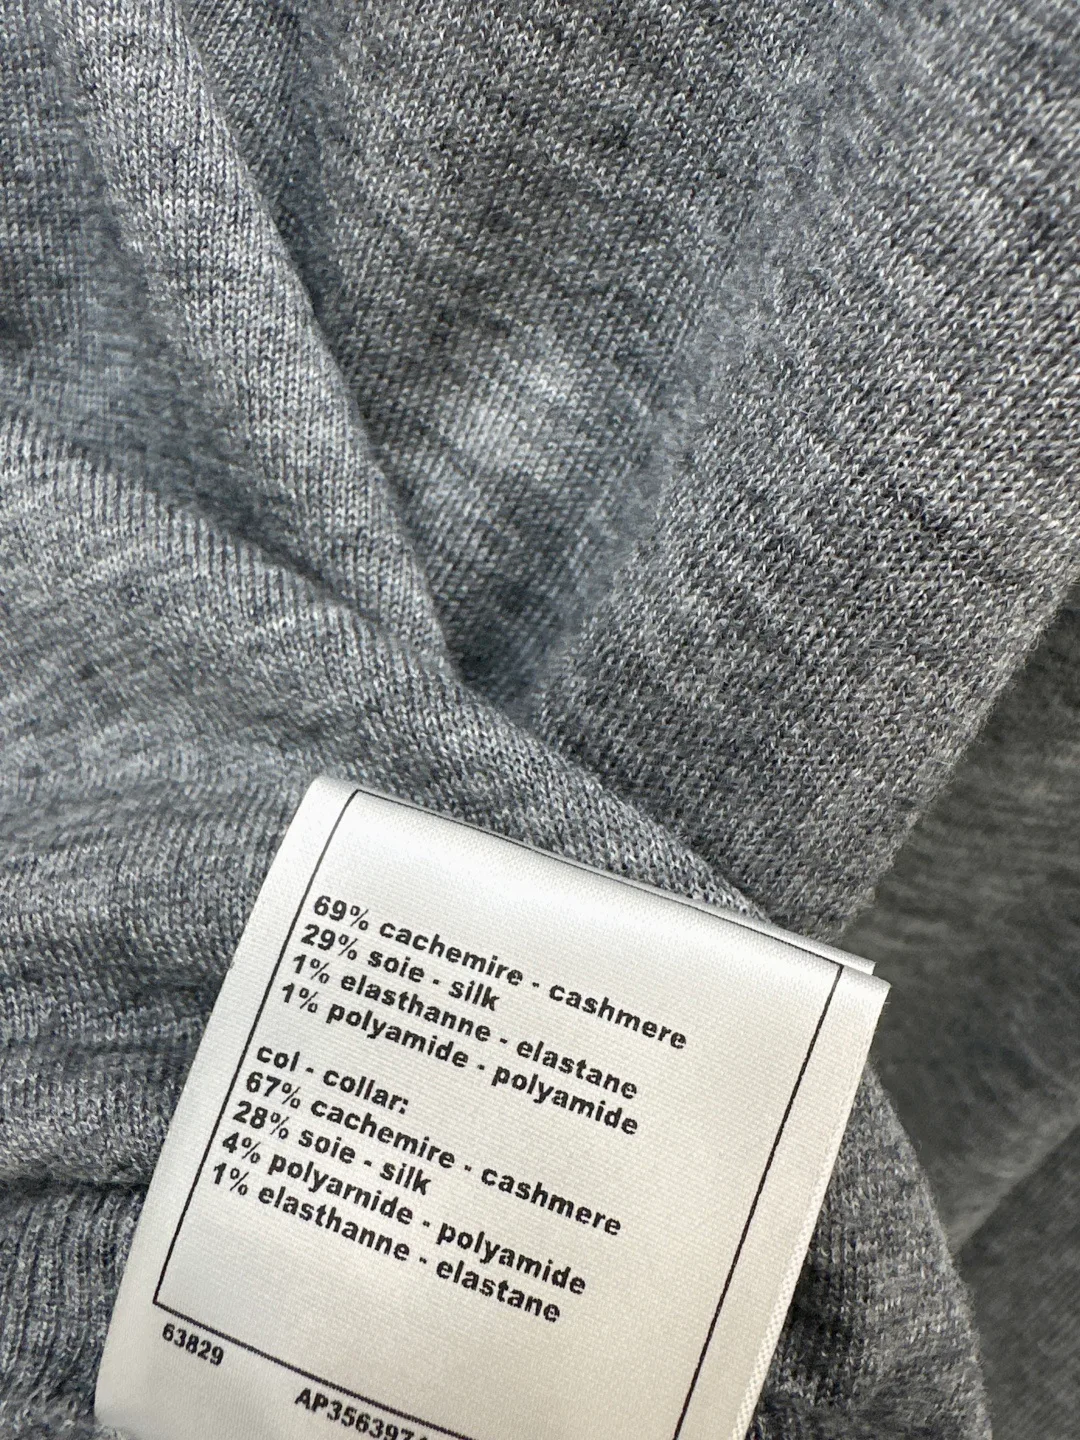 69% cachemire - cashmere
29% soie - silk
1% elasthanne - elastane
1% polyamide - polyamide
col - collar:
67% cachemire - cashmere
28% soie - silk
4% polyarnide - polyamide
1% elasthanne - elastane
63829